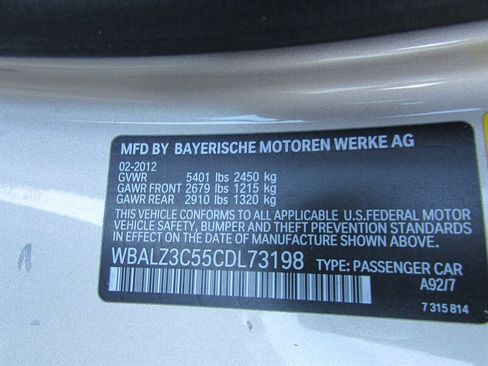 MFD BY BAYERISCHE MOTOREN WERKE AG
02-2012
GVWR 5401 lbs 2450 kg
GAWR FRONT 2679 lbs 1215 kg
GAWR REAR 2910 lbs 1320 kg
THIS VEHICLE CONFORMS TO ALL APPLICABLE U.S.FEDERAL MOTOR
VEHICLE SAFETY, BUMPER AND THEFT PREVENTION STANDARDS
IN EFFECT ON THE DATE OF MANUFACTURE SHOWN ABOVE.
WBALZ3C55CDL73198 TYPE: PASSENGER CAR
A92/7
7 315 814